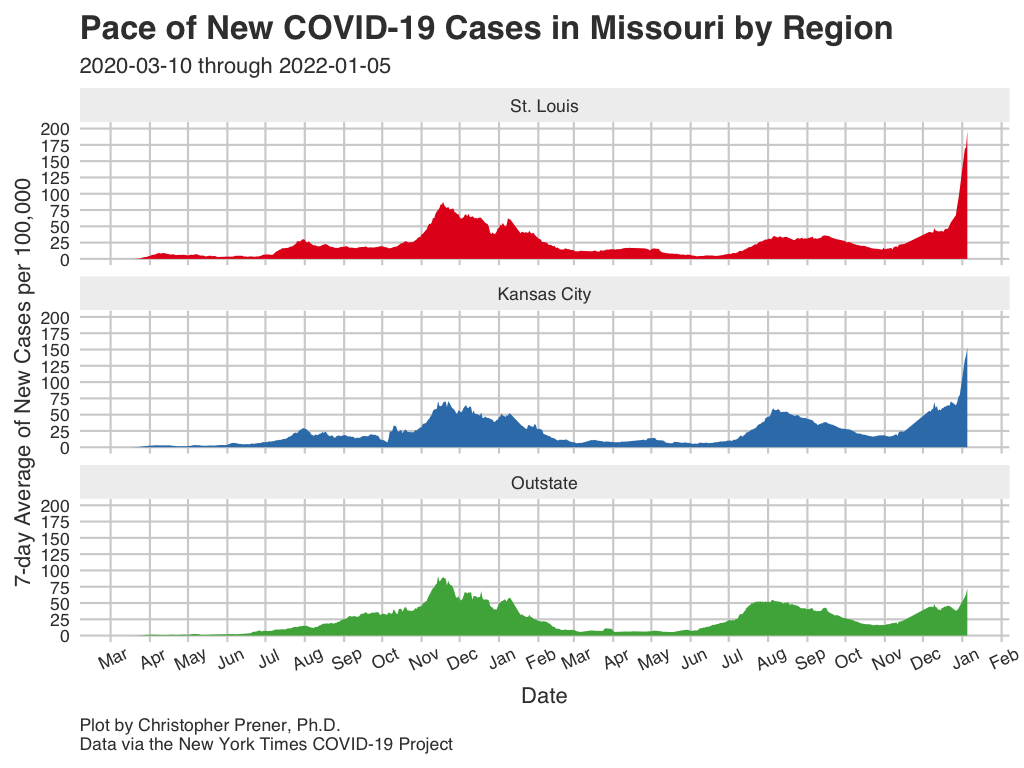 Pace of New COVID-19 Cases in Missouri by Region
2020-03-10 through 2022-01-05
7-day Average of New Cases per 100,000
St. Louis
200
175
150
125
100
75
50
25
0
Kansas City
200
175
150
125
100
75
50
25
0
Outstate
200
175
150
125
100
75
50
25
0
Mar Apr May Jun Jul Aug Sep Oct Nov Dec Jan Feb Mar Apr May Jun Jul Aug Sep Oct Nov Dec Jan Feb
Date
Plot by Christopher Prener, Ph.D.
Data via the New York Times COVID-19 Project